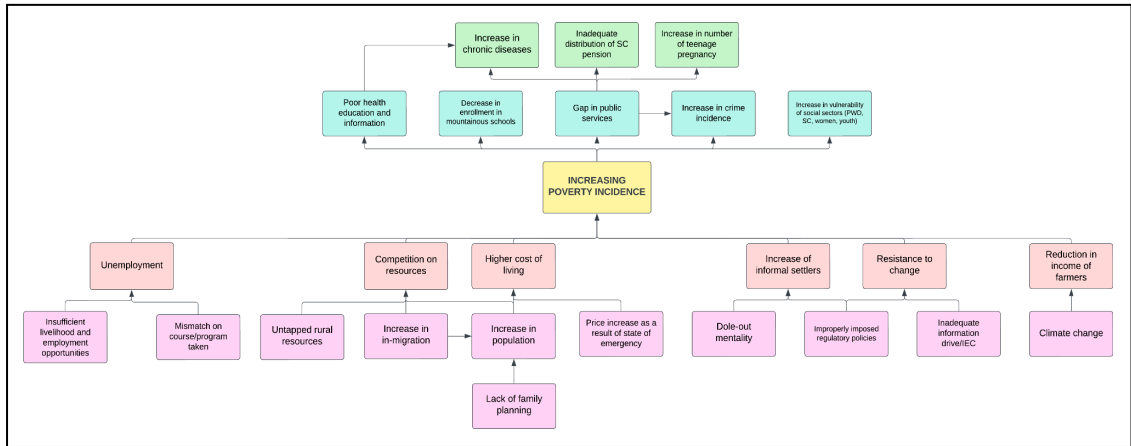 Increase in
chronic diseases
Inadequate
distribution of SC
pension
Increase in number
of teenage
pregnancy
Poor health
education and
information
Decrease in
enrollment in
mountainous schools
Gap in public
services
Increase in crime
incidence
Increase in vulnerability
of social sectors (PWD,
SC, women, youth)
INCREASING
POVERTY INCIDENCE
Unemployment
Competition on
resources
Higher cost of
living
Increase of
informal settlers
Resistance to
change
Reduction in
income of
farmers
Insufficient
livelihood and
employment
opportunities
Mismatch on
course/program
taken
Untapped rural
resources
Increase in
in-migration
Increase in
population
Price increase as a
result of state of
emergency
Dole-out
mentality
Improperly imposed
regulatory policies
Inadequate
information
drive/IEC
Climate change
Lack of family
planning